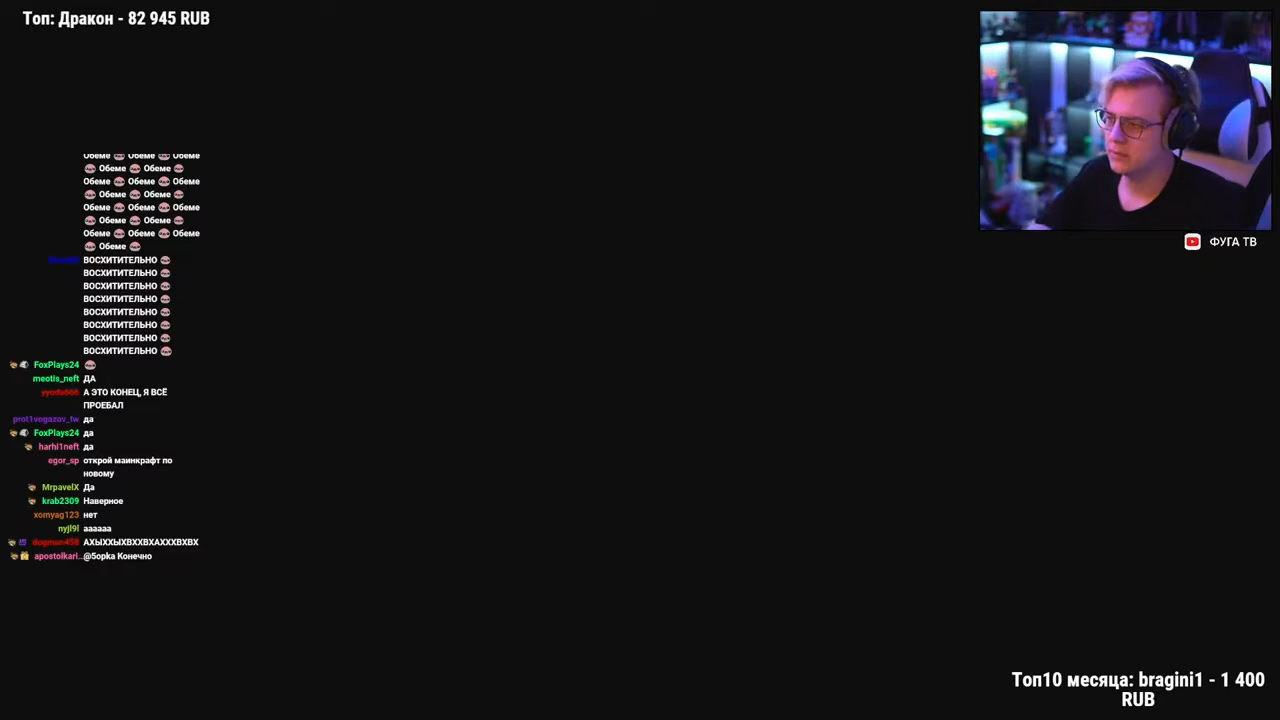 Топ: Дракон - 82 945 RUB
Обеме Обеме Обеме
Обеме Обеме
Обеме Обеме Обеме
Обеме Обеме
Обеме Обеме Обеме
Обеме Обеме
Обеме Обеме Обеме
Обеме
ВОСХИТИТЕЛЬНО
ВОСХИТИТЕЛЬНО
ВОСХИТИТЕЛЬНО
ВОСХИТИТЕЛЬНО
ВОСХИТИТЕЛЬНО
ВОСХИТИТЕЛЬНО
ВОСХИТИТЕЛЬНО
ВОСХИТИТЕЛЬНО
FoxPlays24
meotis_neft ДА
А ЭТО КОНЕЦ, Я ВСЁ
ПРОЕБАЛ
prot1vogazov_tw да
FoxPlays24 да
harhi1neft да
egor_sp открой маинкрафт по
новому
MrpavelX Да
krab2309 Наверное
xomyag123 нет
nyjl9l аааааа
АХЫХХЫХВХХВХАХХХВХВХ
apostolkari.. @5opka Конечно
ФУГА ТВ
Топ10 месяца: bragini1 - 1 400
RUB